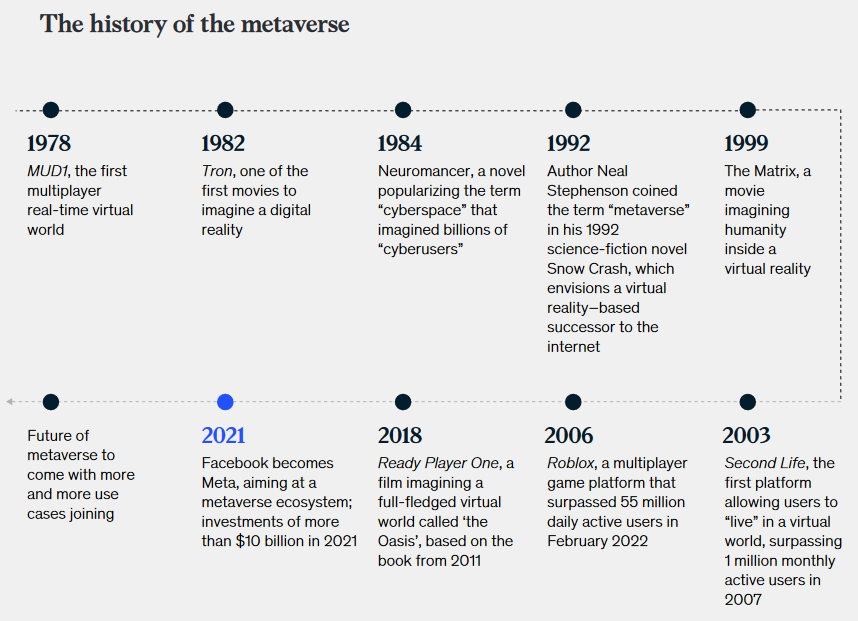 The history of the metaverse
1978
MUD1, the first
multiplayer
real-time virtual
world
1982
Tron, one of the
first movies to
imagine a digital
reality
1984
Neuromancer, a novel
popularizing the term
“cyberspace” that
imagined billions of
“cyberusers”
1992
Author Neal
Stephenson coined
the term “metaverse”
in his 1992
science-fiction novel
Snow Crash, which
envisions a virtual
reality–based
successor to the
internet
1999
The Matrix, a
movie
imagining
humanity
inside a
virtual reality
2003
Second Life, the
first platform
allowing users to
“live” in a virtual
world, surpassing
1 million monthly
active users in
2007
2006
Roblox, a multiplayer
game platform that
surpassed 55 million
daily active users in
February 2022
2018
Ready Player One, a
film imagining a
full-fledged virtual
world called ‘the
Oasis’, based on the
book from 2011
2021
Facebook becomes
Meta, aiming at a
metaverse ecosystem;
investments of more
than $10 billion in 2021
Future of
metaverse to
come with more
and more use
cases joining